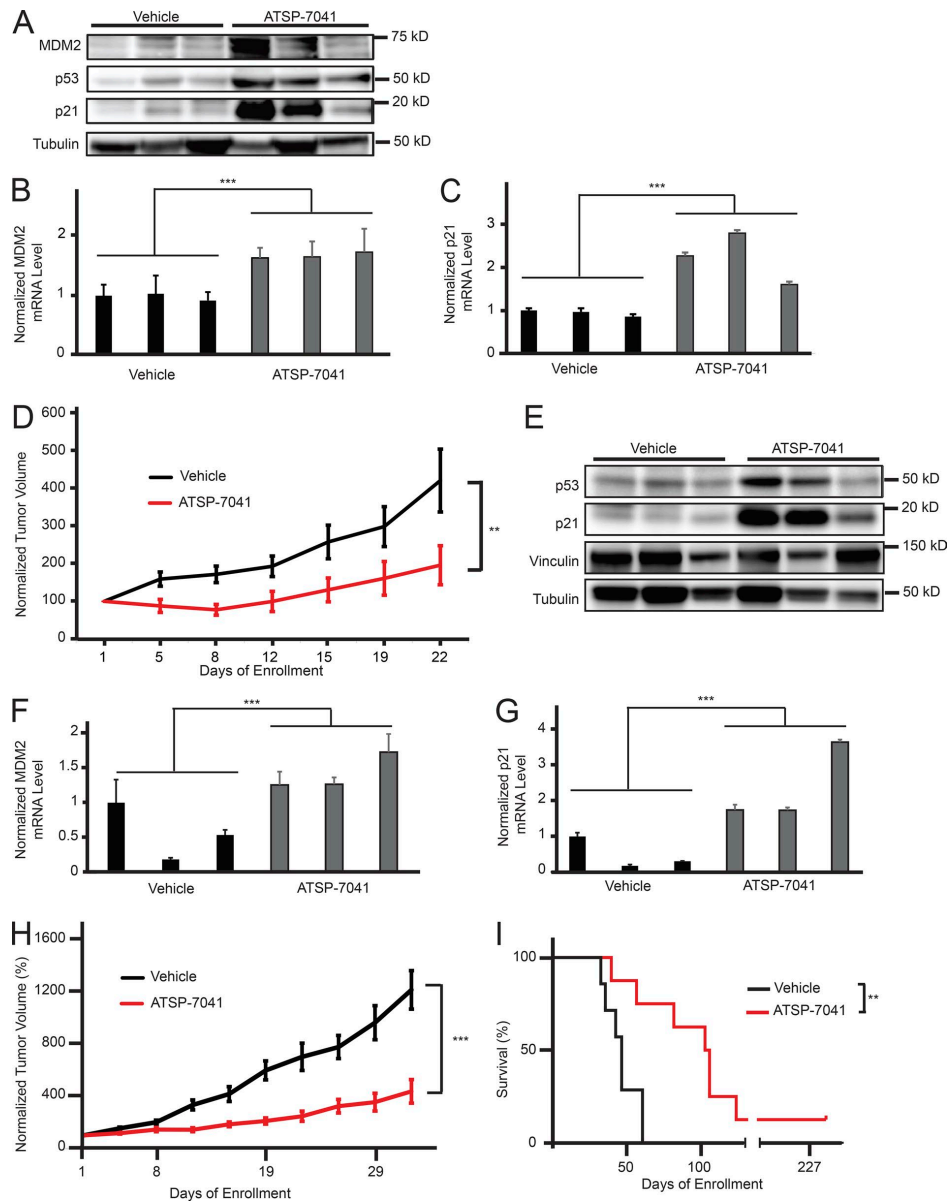 A
Vehicle ATSP-7041
MDM2 75 kD
p53 50 kD
p21 20 kD
Tubulin 50 kD
B
***
Normalized MDM2
mRNA Level
2
1
0
Vehicle ATSP-7041
C
***
Normalized p21
mRNA Level
3
2
1
0
Vehicle ATSP-7041
D
Normalized Tumor Volume
600
500
400
300
200
100
0
Vehicle
ATSP-7041
**
1 5 8 12 15 19 22
Days of Enrollment
E
Vehicle ATSP-7041
p53 50 kD
p21 20 kD
Vinculin 150 kD
Tubulin 50 kD
F
***
Normalized MDM2
mRNA Level
2
1.5
1
0.5
0
Vehicle ATSP-7041
G
***
Normalized p21
mRNA Level
4
2
1
0
Vehicle ATSP-7041
H
Normalized Tumor Volume (%)
1600
1200
800
400
0
Vehicle
ATSP-7041
***
1 8 19 29
Days of Enrollment
I
Survival (%)
100
50
0
Vehicle
ATSP-7041
**
50 100 227
Days of Enrollment